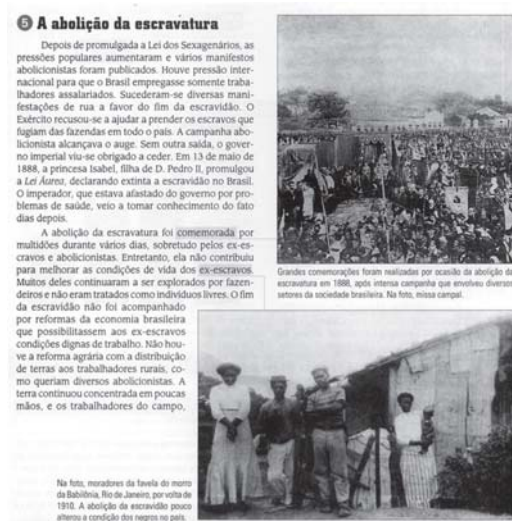 5 A abolição da escravatura
Depois de promulgada a Lei dos Sexagenários, as
pressões populares aumentaram e vários manifestos
abolicionistas foram publicados. Houve pressão inter-
nacional para que o Brasil empregasse somente traba-
lhadores assalariados. Sucederam-se diversas mani-
festações de rua a favor do fim da escravidão. O
Exército recusou-se a ajudar a prender os escravos que
fugiam das fazendas em todo o país. A campanha abo-
licionista alcançava o auge. Sem outra saída, o gover-
no imperial viu-se obrigado a ceder. Em 13 de maio de
1888, a princesa Isabel, filha de D. Pedro II, promulgou
a Lei Áurea, declarando extinta a escravidão no Brasil.
O imperador, que estava afastado do governo por pro-
blemas de saúde, veio a tomar conhecimento do fato
dias depois.
A abolição da escravatura foi comemorada por
multidões durante vários dias, sobretudo pelos ex-es-
cravos e abolicionistas. Entretanto, ela não contribuiu
para melhorar as condições de vida dos ex-escravos.
Muitos deles continuaram a ser explorados por fazen-
deiros e não eram tratados como indivíduos livres. O fim
da escravidão não foi acompanhado
por reformas da economia brasileira
que possibilitassem aos ex-escravos
condições dignas de trabalho. Não hou-
ve a reforma agrária com a distribuição
de terras aos trabalhadores rurais, co-
mo queriam diversos abolicionistas. A
terra continuou concentrada em poucas
mãos, e os trabalhadores do campo,
Grandes comemorações foram realizadas por ocasião da abolição da
escravatura em 1888, após intensa campanha que envolveu diversos
setores da sociedade brasileira. Na foto, missa campal.
Na foto, moradores da favela do morro
da Babilônia, Rio de Janeiro, por volta de
1910. A abolição da escravidão pouco
alterou a condição dos negros no país.